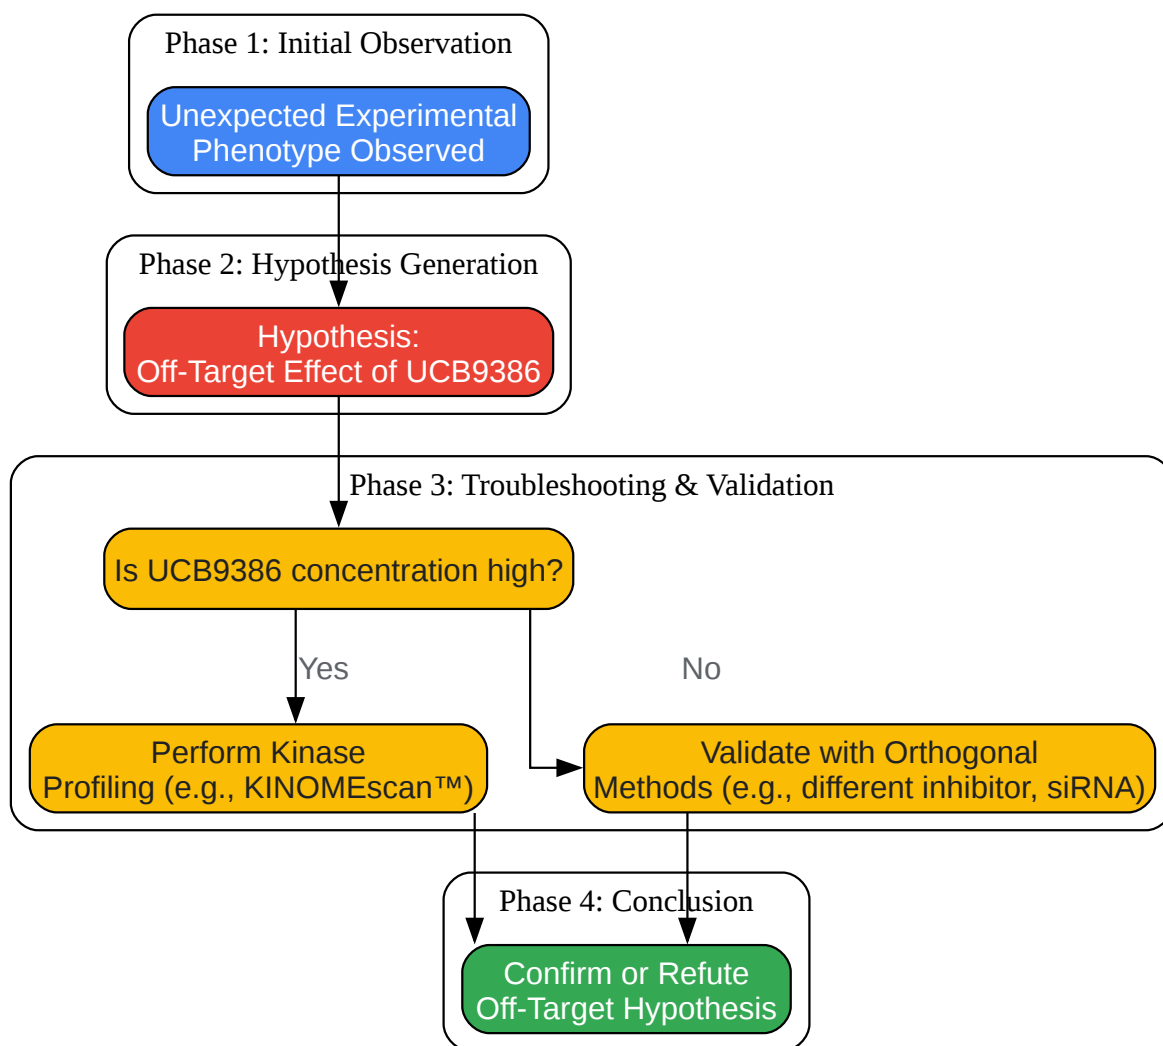 Phase 1: Initial Observation
Unexpected Experimental
Phenotype Observed
Phase 2: Hypothesis Generation
Hypothesis:
Off-Target Effect of UCB9386
Phase 3: Troubleshooting & Validation
Is UCB9386 concentration high?
Yes
No
Perform Kinase
Profiling (e.g., KINOMEscan™)
Validate with Orthogonal
Methods (e.g., different inhibitor, siRNA)
Phase 4: Conclusion
Confirm or Refute
Off-Target Hypothesis